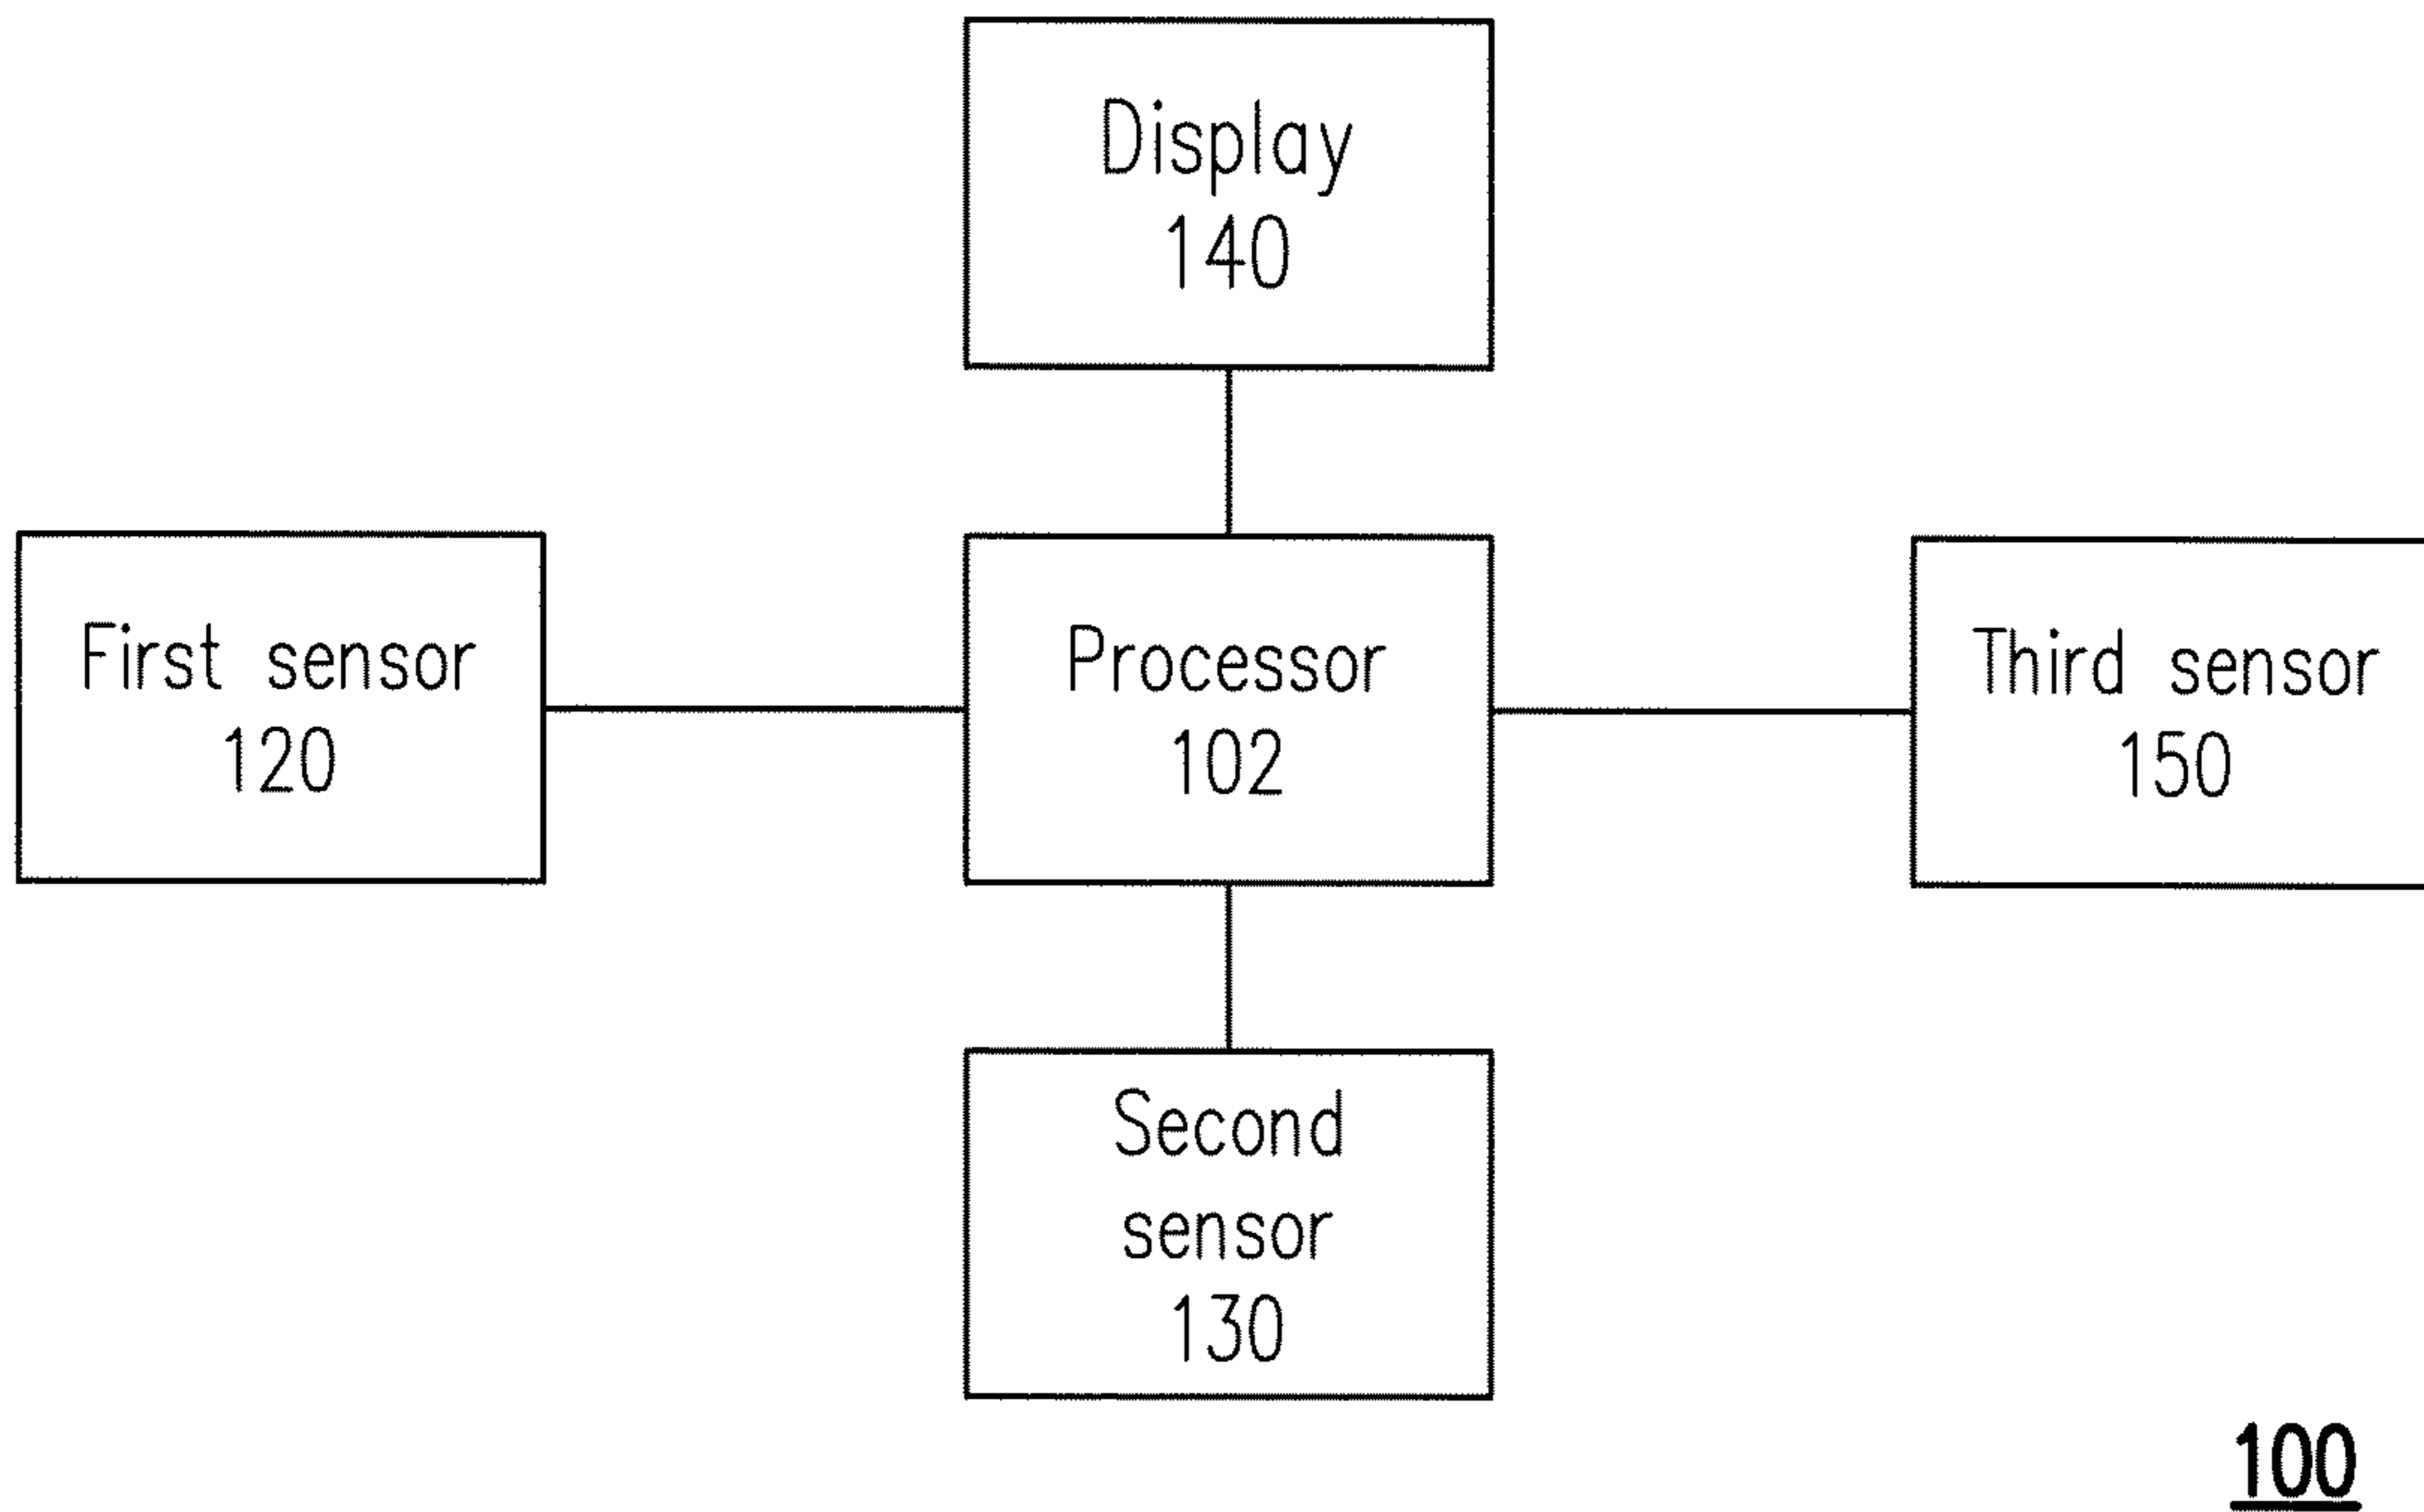 Display
140
First sensor
120
Processor
102
Third sensor
150
Second
sensor
130
100